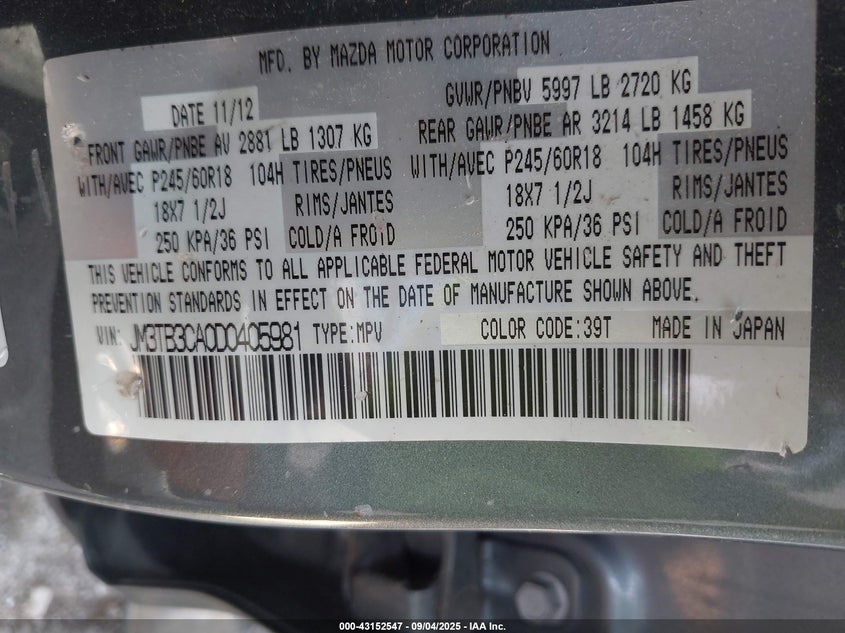 MFD. BY MAZDA MOTOR CORPORATION
DATE 11/12
GVWR/PNBV 5997 LB 2720 KG
FRONT GAWR/PNBE AV 2881 LB 1307 KG
REAR GAWR/PNBE AR 3214 LB 1458 KG
WITH/AVEC P245/60R18 104H TIRES/PNEUS
WITH/AVEC P245/60R18 104H TIRES/PNEUS
18X7 1/2J RIMS/JANTES
18X7 1/2J RIMS/JANTES
250 KPA/36 PSI COLD/A FROID
250 KPA/36 PSI COLD/A FROID
THIS VEHICLE CONFORMS TO ALL APPLICABLE FEDERAL MOTOR VEHICLE SAFETY AND THEFT
PREVENTION STANDARDS IN EFFECT ON THE DATE OF MANUFACTURE SHOWN ABOVE.
VIN: JM3TB3CA0D0405981 TYPE:MPV COLOR CODE:39T MADE IN JAPAN
000-43152547 - 09/04/2025 - IAA Inc.